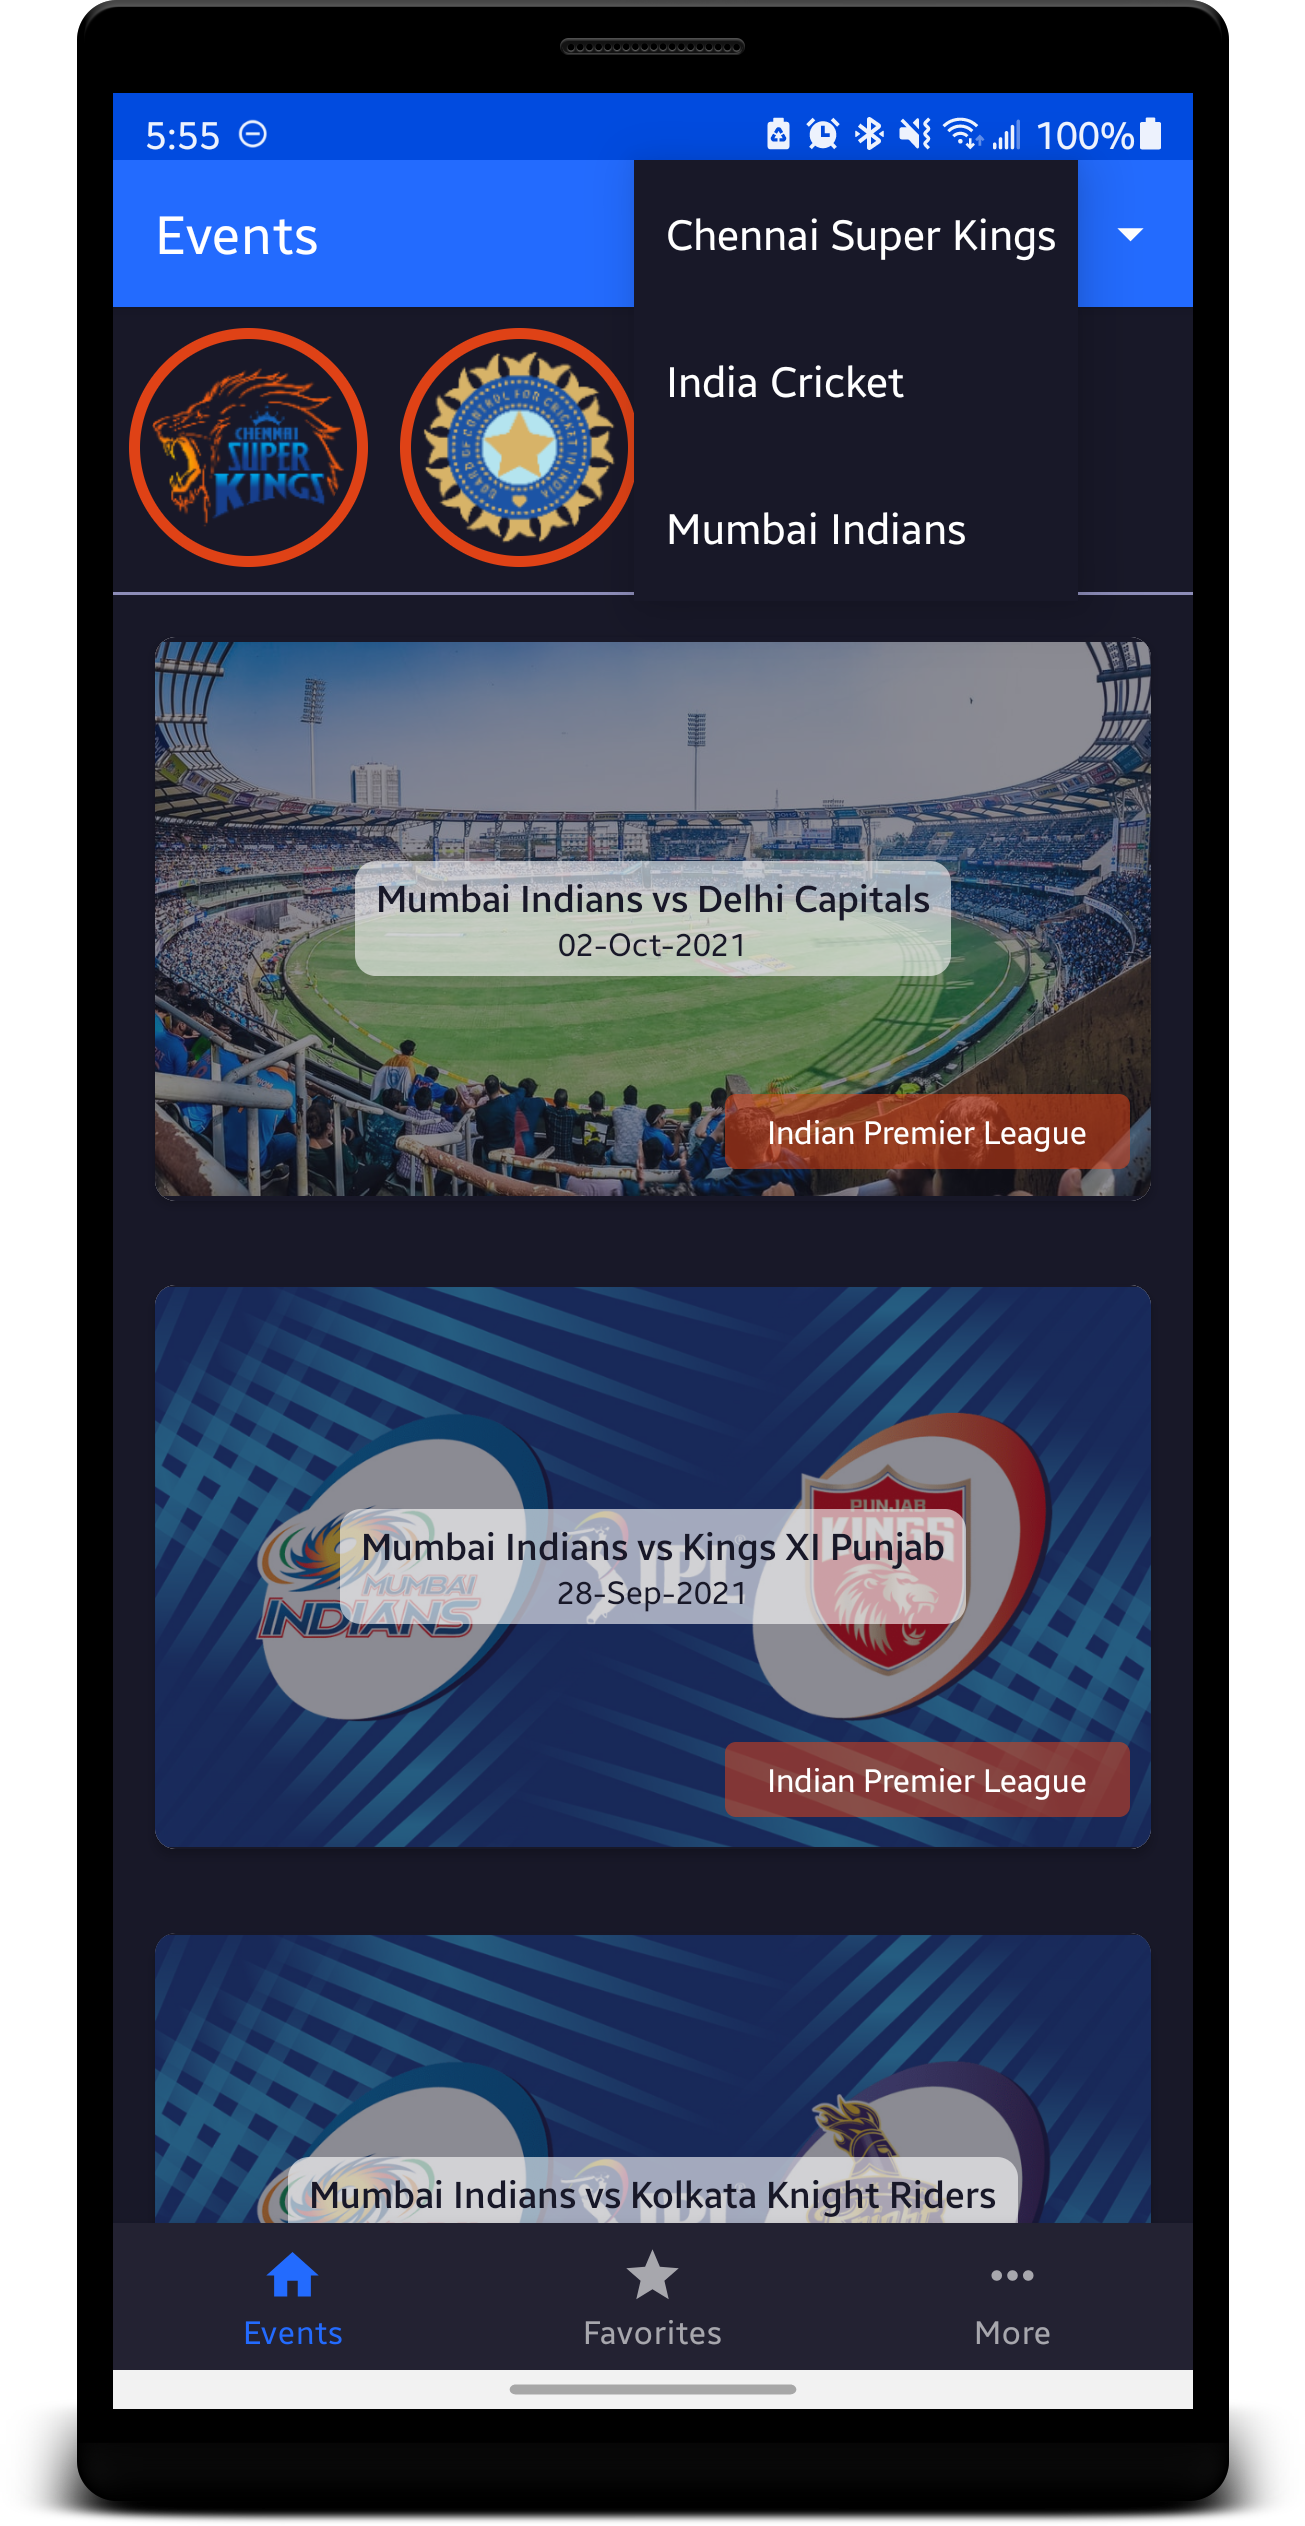 5:55
100%
Events
Chennai Super Kings
India Cricket
Mumbai Indians
CHENNAI
SUPER
KINGS
BOARD OF CONTROL FOR CRICKET IN INDIA
Mumbai Indians vs Delhi Capitals
02-Oct-2021
Indian Premier League
PUNJAB
KINGS
Mumbai Indians vs Kings XI Punjab
IPL
28-Sep-2021
MUMBAI
INDIANS
Indian Premier League
Mumbai Indians vs Kolkata Knight Riders
IPL
Knight
Events
Favorites
More